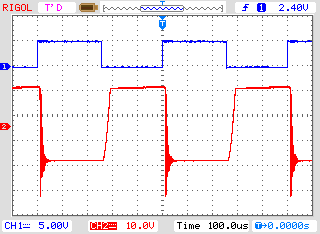 RIGOL T'D f 1 2.40V
T
1
2
CH1 5.00V CH2 10.0V Time 100.0us T→0.0000s